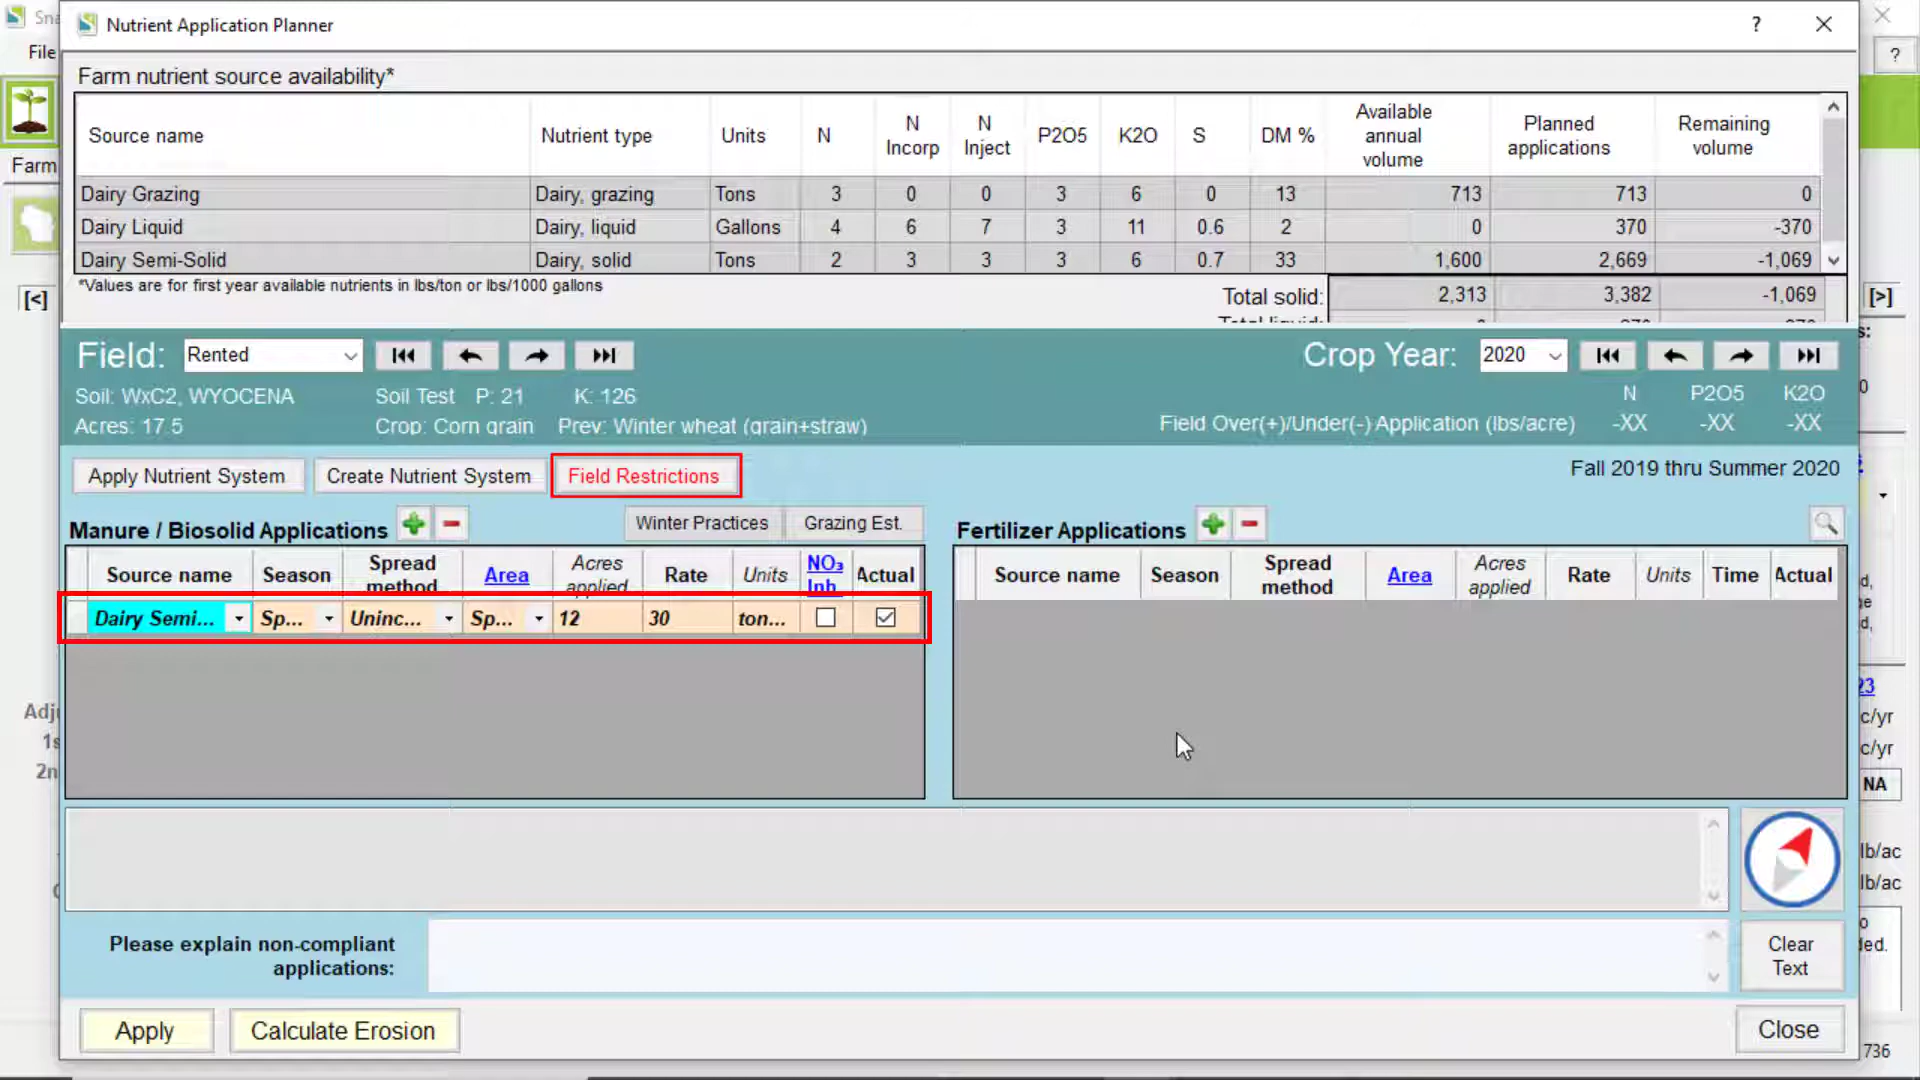 Nutrient Application Planner ?
File ?
Farm nutrient source availability*
Source name Nutrient type Units N N Incorp N Inject P2O5 K2O S DM % Available annual volume Planned applications Remaining volume
Dairy Grazing Dairy, grazing Tons 3 0 0 3 6 0 13 713 713 0
Dairy Liquid Dairy, liquid Gallons 4 6 7 3 11 0.6 2 0 370 -370
Dairy Semi-Solid Dairy, solid Tons 2 3 3 3 6 0.7 33 1,600 2,669 -1,069
Farm
*Values are for first year available nutrients in lbs/ton or lbs/1000 gallons
[<] Total solid: 2,313 3,382 -1,069 [>]
Total liquid:
Field: Rented Crop Year: 2020
Soil: WxC2, WYOCENA Soil Test P: 21 K: 126 N P2O5 K2O
Acres: 17.5 Crop: Corn grain Prev: Winter wheat (grain+straw) Field Over(+)/Under(-) Application (lbs/acre) -XX -XX -XX
Apply Nutrient System Create Nutrient System Field Restrictions Fall 2019 thru Summer 2020
Manure / Biosolid Applications Winter Practices Grazing Est. Fertilizer Applications
Source name Season Spread method Area Acres applied Rate Units NO₃ Inh. Actual
Source name Season Spread method Area Acres applied Rate Units Time Actual
Dairy Semi... Sp... Uninc... Sp... 12 30 ton...
c/yr
c/yr
NA
lb/ac
lb/ac
Please explain non-compliant
applications:
Clear
Text
Apply Calculate Erosion Close
736